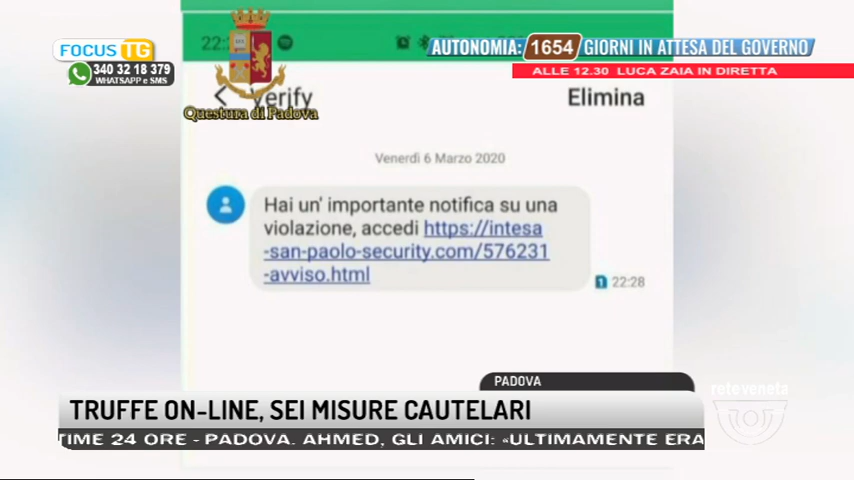 FOCUS TG
340 32 18 379
WHATSAPP e SMS
AUTONOMIA: 1654 GIORNI IN ATTESA DEL GOVERNO
ALLE 12.30 LUCA ZAIA IN DIRETTA
Verify
Elimina
Questura di Padova
Venerdì 6 Marzo 2020
Hai un' importante notifica su una
violazione, accedi https://intesa
-san-paolo-security.com/576231
-avviso.html
1 22:28
PADOVA
reteveneta
TRUFFE ON-LINE, SEI MISURE CAUTELARI
TIME 24 ORE - PADOVA. AHMED, GLI AMICI: «ULTIMAMENTE ERA